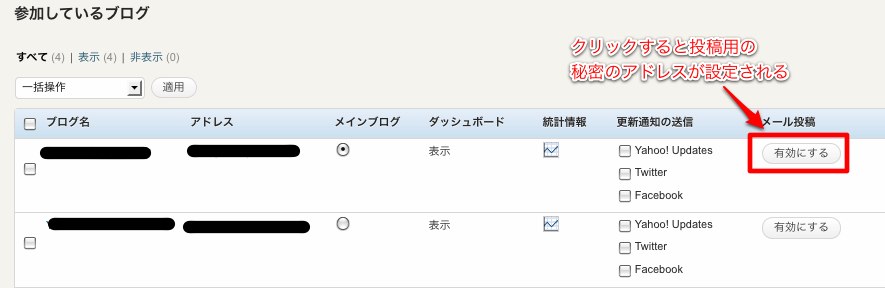 参加しているブログ
すべて (4) | 表示 (4) | 非表示 (0)
クリックすると投稿用の
秘密のアドレスが設定される
一括操作 適用
ブログ名 アドレス メインブログ ダッシュボード 統計情報 更新通知の送信 メール投稿
表示 Yahoo! Updates 有効にする
Twitter
Facebook
表示 Yahoo! Updates 有効にする
Twitter
Facebook